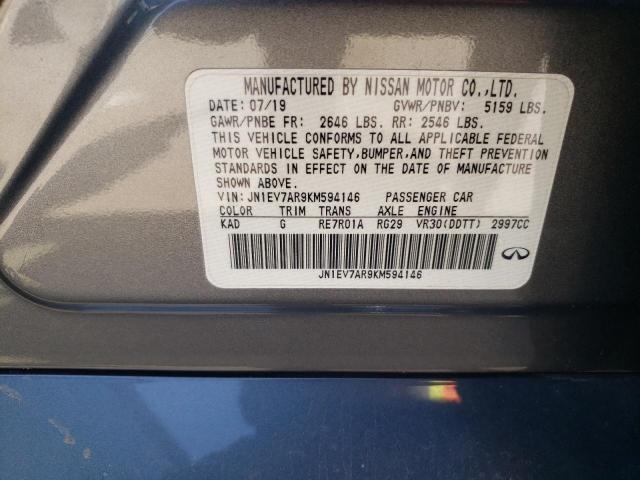 MANUFACTURED BY NISSAN MOTOR CO.,LTD.
DATE: 07/19 GVWR/PNBV: 5159 LBS.
GAWR/PNBE FR: 2646 LBS. RR: 2546 LBS.
THIS VEHICLE CONFORMS TO ALL APPLICABLE FEDERAL
MOTOR VEHICLE SAFETY,BUMPER,AND THEFT PREVENTION
STANDARDS IN EFFECT ON THE DATE OF MANUFACTURE
SHOWN ABOVE.
VIN: JN1EV7AR9KM594146 PASSENGER CAR
COLOR TRIM TRANS AXLE ENGINE
KAD G RE7R01A RG29 VR30(DDTT) 2997CC
JN1EV7AR9KM594146